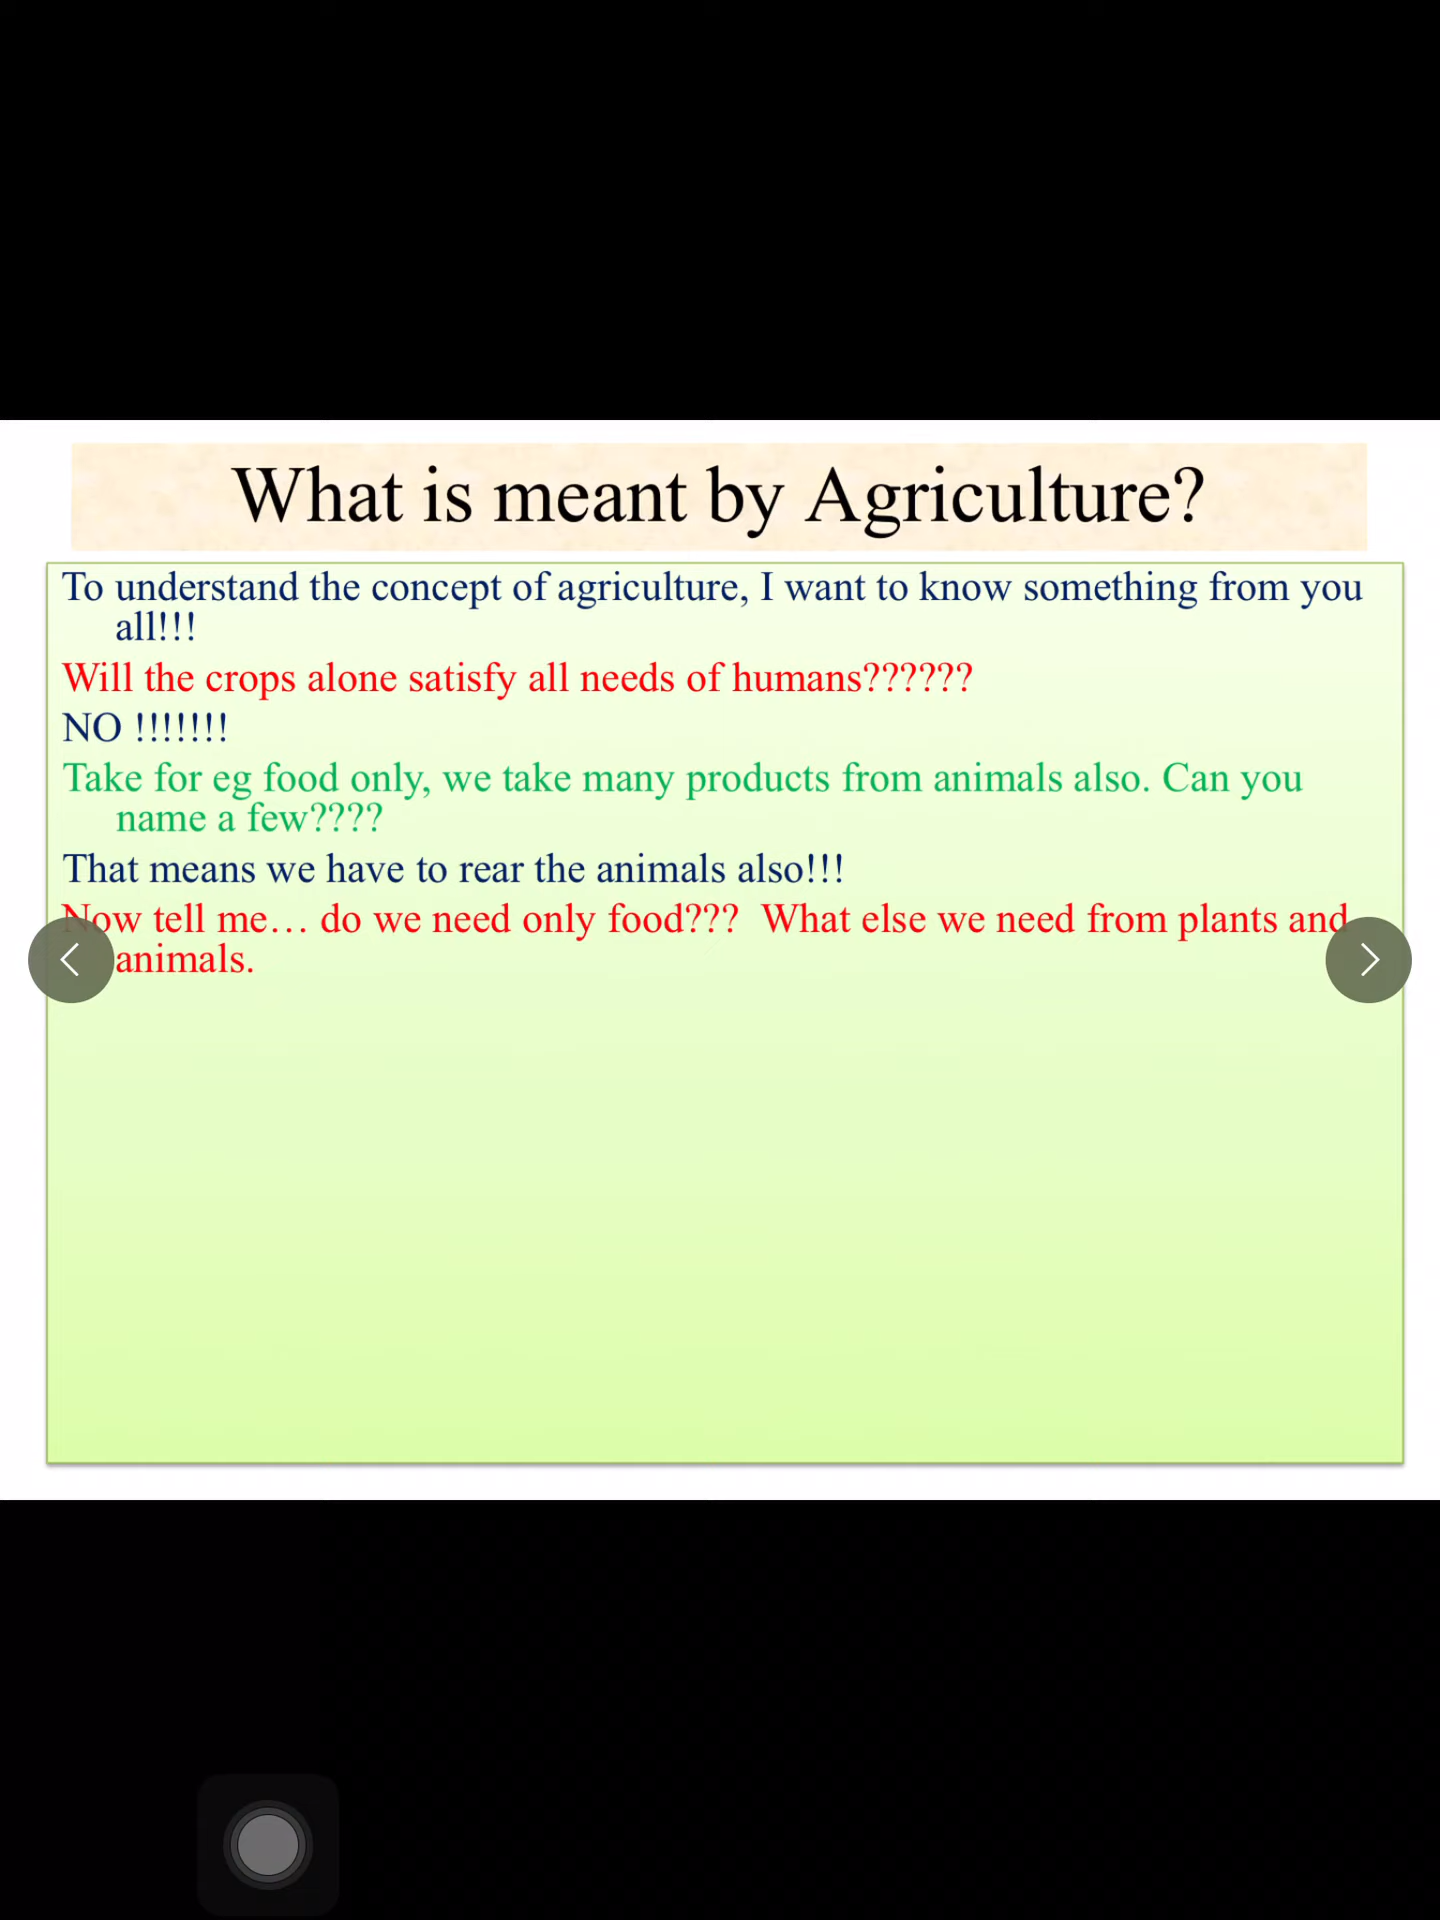 What is meant by Agriculture?
To understand the concept of agriculture, I want to know something from you
all!!!
Will the crops alone satisfy all needs of humans??????
NO !!!!!!!
Take for eg food only, we take many products from animals also. Can you
name a few????
That means we have to rear the animals also!!!
Now tell me… do we need only food???  What else we need from plants and
animals.